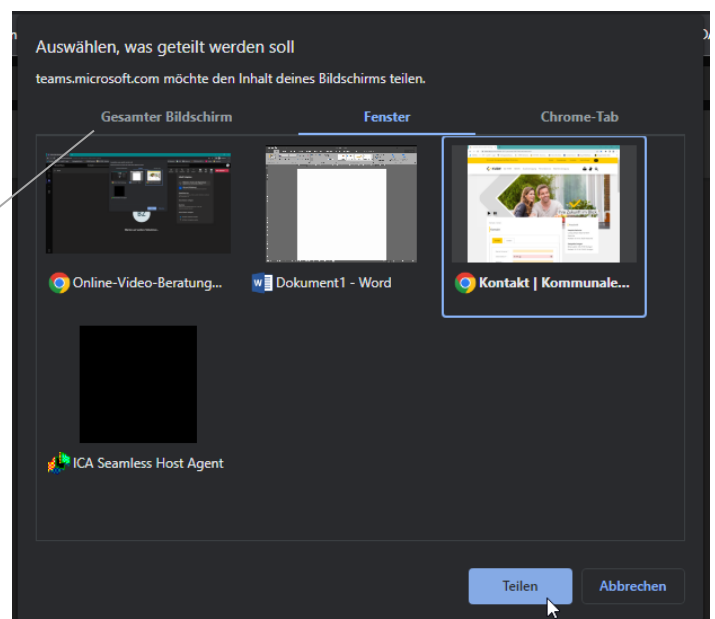 Auswählen, was geteilt werden soll
teams.microsoft.com möchte den Inhalt deines Bildschirms teilen.
Gesamter Bildschirm Fenster Chrome-Tab
Online-Video-Beratung... Dokument1 - Word Kontakt | Kommunale...
ICA Seamless Host Agent
Teilen Abbrechen